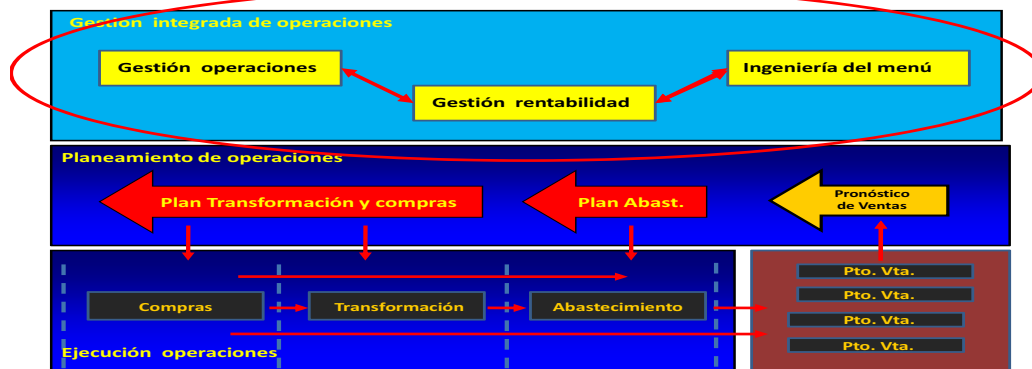 Gestión integrada de operaciones
Gestión operaciones
Ingeniería del menú
Gestión rentabilidad
Planeamiento de operaciones
Plan Transformación y compras
Plan Abast.
Pronóstico
de Ventas
Pto. Vta.
Compras
Transformación
Abastecimiento
Pto. Vta.
Pto. Vta.
Pto. Vta.
Ejecución operaciones